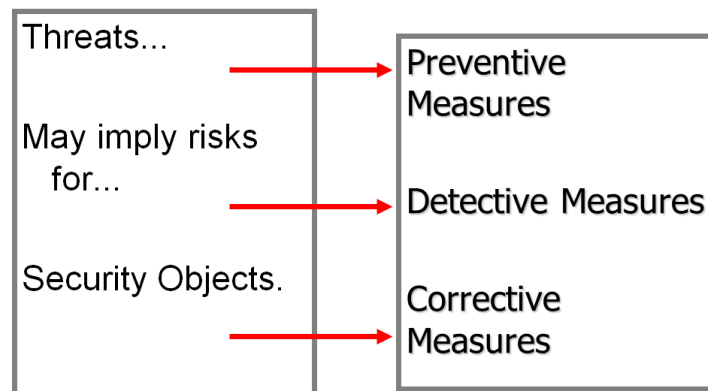 Threats...
May imply risks
for...
Security Objects.
Preventive
Measures
Detective Measures
Corrective
Measures